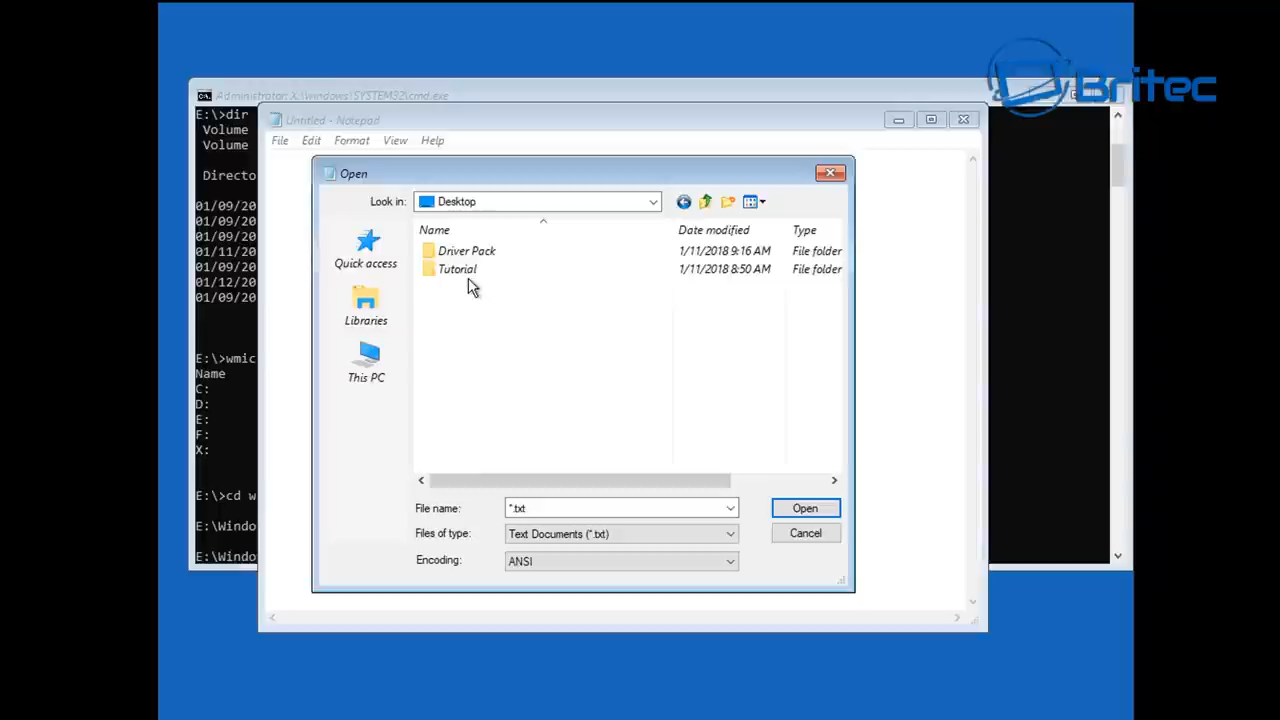 Britec
Administrator: X:\windows\SYSTEM32\cmd.exe
E:\>dir
Volume
Volume
Directo
01/09/20
01/09/20
01/09/20
01/11/20
01/09/20
01/12/20
01/09/20
E:\>wmic
Name
C:
D:
E:
F:
X:
E:\>cd w
E:\Windo
E:\Windo
Untitled - Notepad
File Edit Format View Help
Open
Look in: Desktop
Quick access
Libraries
This PC
Name Date modified Type
Driver Pack 1/11/2018 9:16 AM File folder
Tutorial 1/11/2018 8:50 AM File folder
File name: *.txt Open
Files of type: Text Documents (*.txt) Cancel
Encoding: ANSI